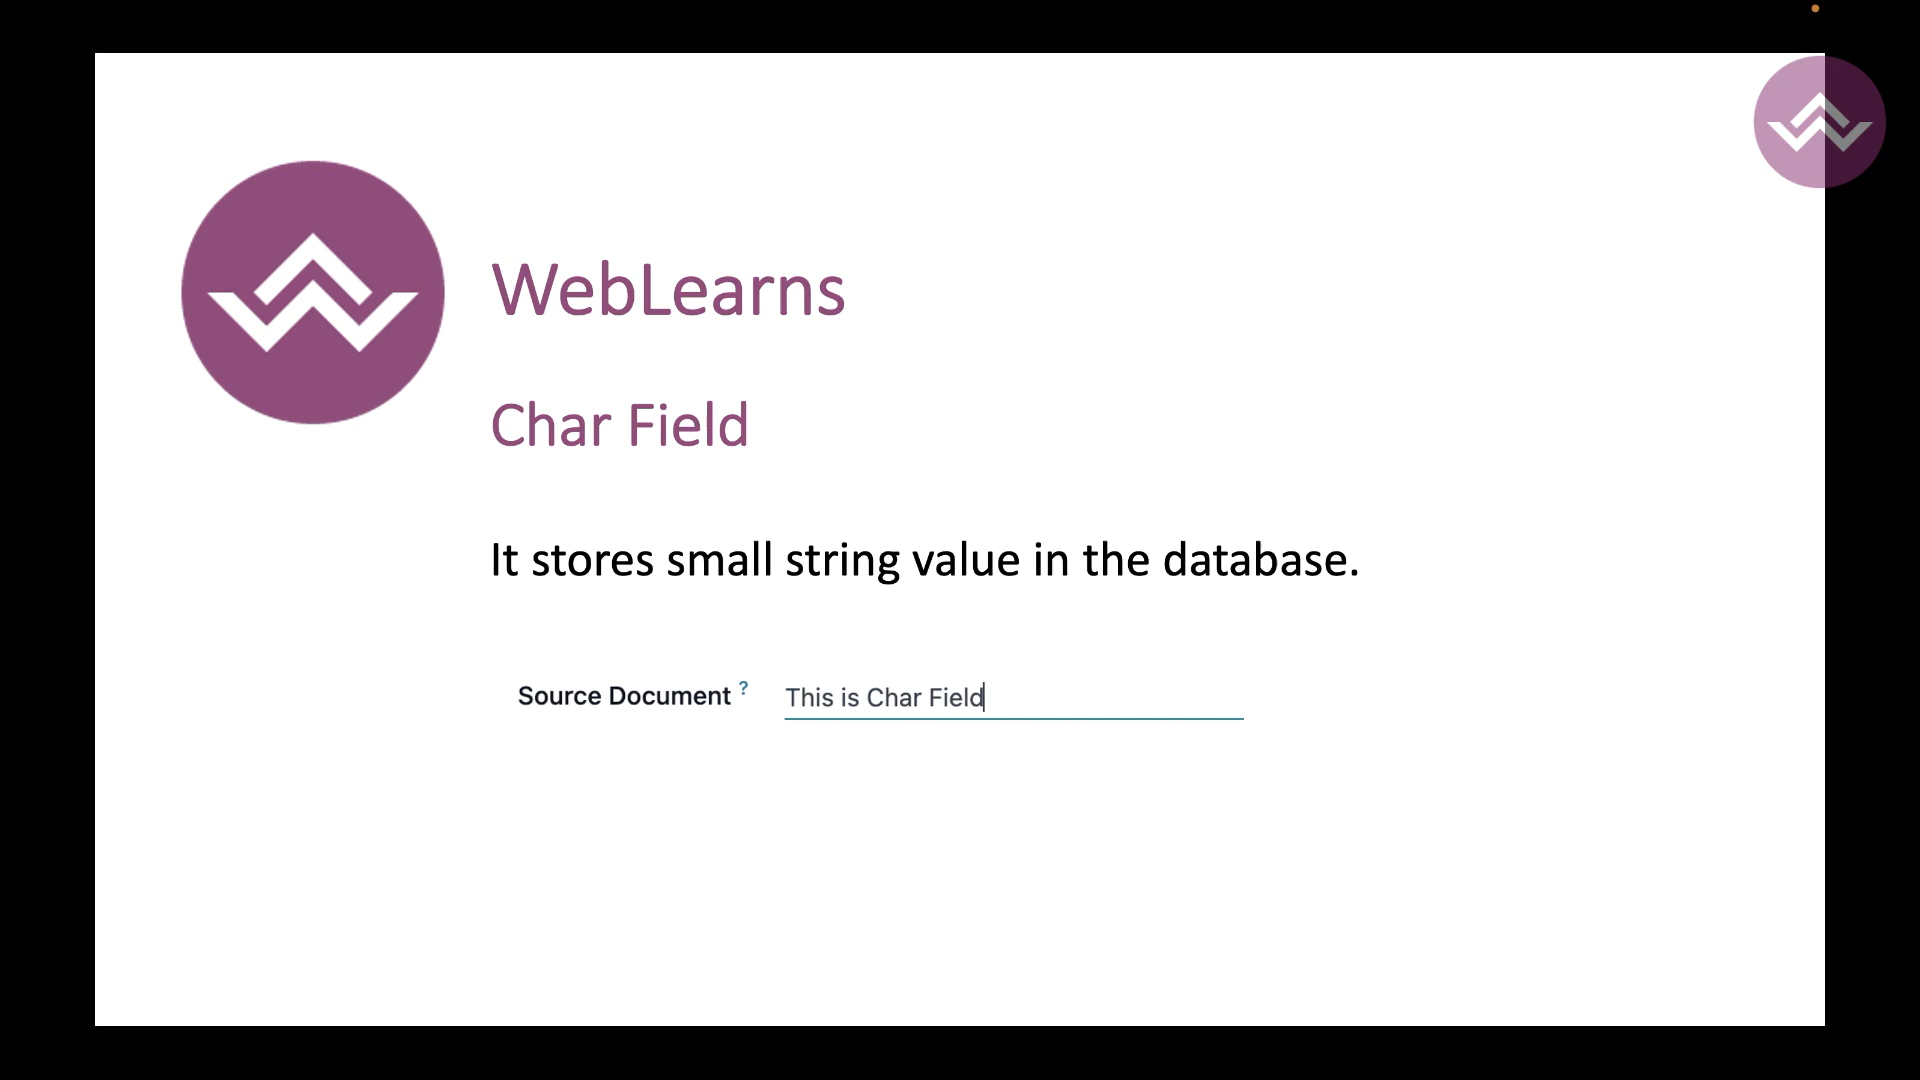 WebLearns
Char Field
It stores small string value in the database.
Source Document ? This is Char Field